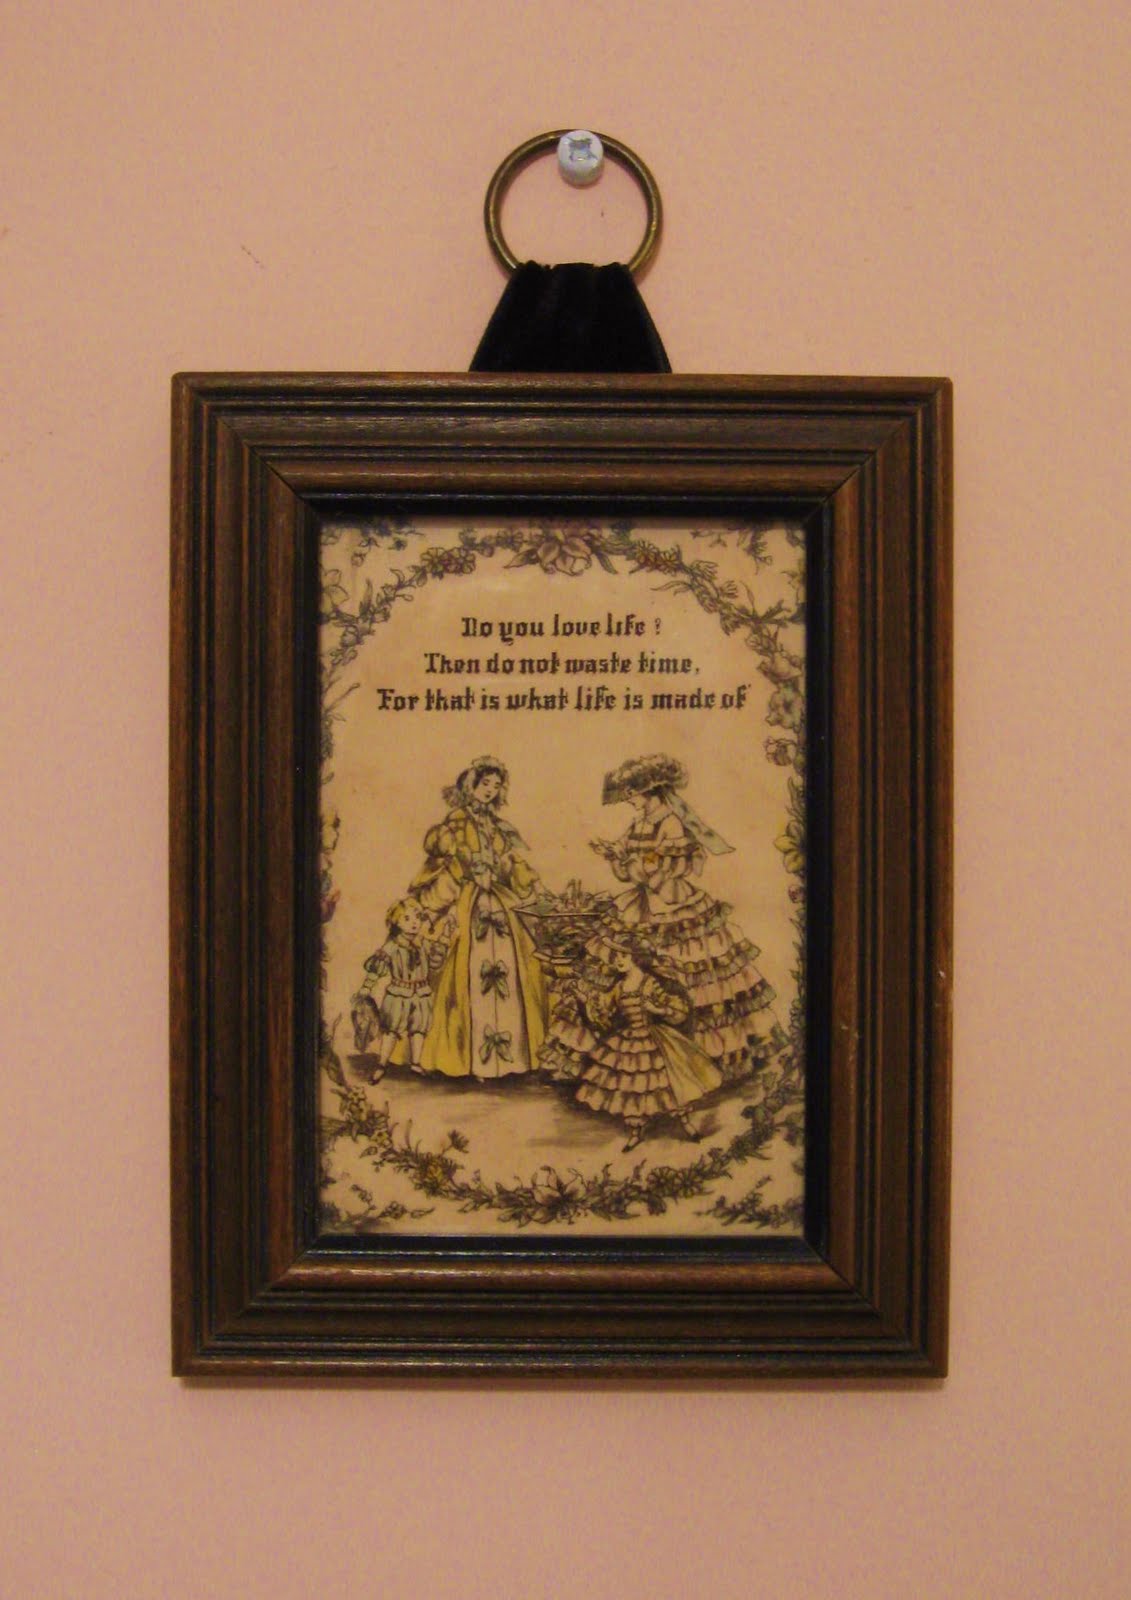 Do you love life?
Then do not waste time,
For that is what life is made of